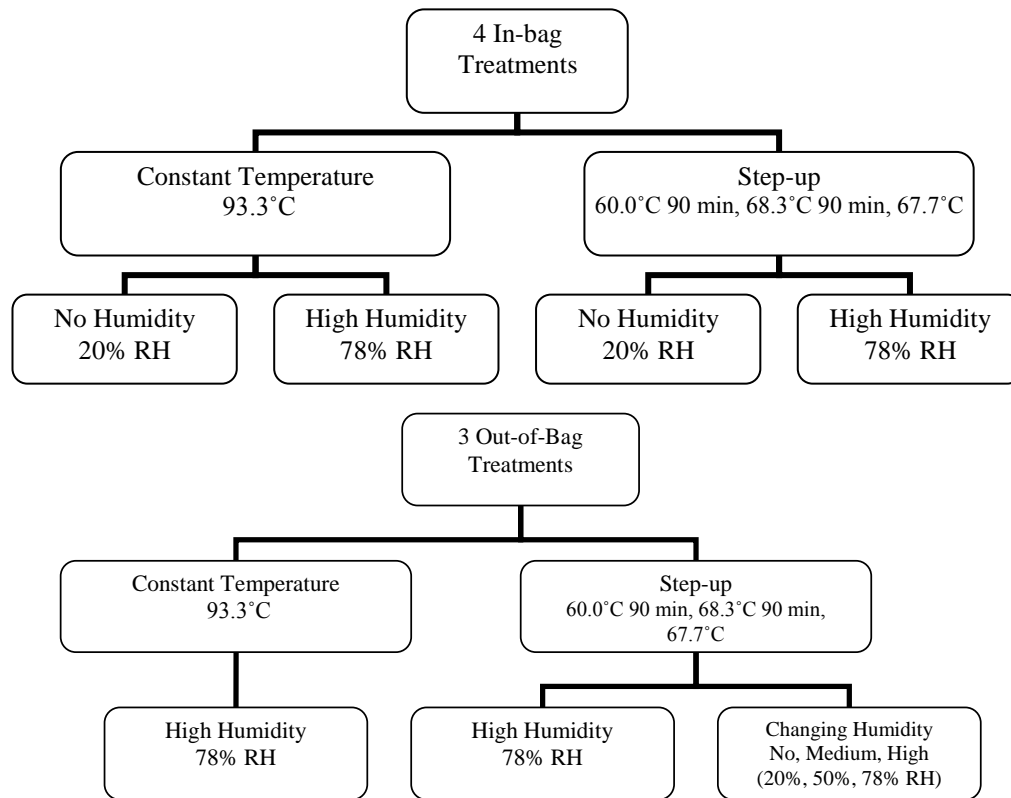 4 In-bag
Treatments
Constant Temperature
93.3˚C
Step-up
60.0˚C 90 min, 68.3˚C 90 min, 67.7˚C
No Humidity
20% RH
High Humidity
78% RH
No Humidity
20% RH
High Humidity
78% RH
3 Out-of-Bag
Treatments
Constant Temperature
93.3˚C
Step-up
60.0˚C 90 min, 68.3˚C 90 min,
67.7˚C
High Humidity
78% RH
High Humidity
78% RH
Changing Humidity
No, Medium, High
(20%, 50%, 78% RH)